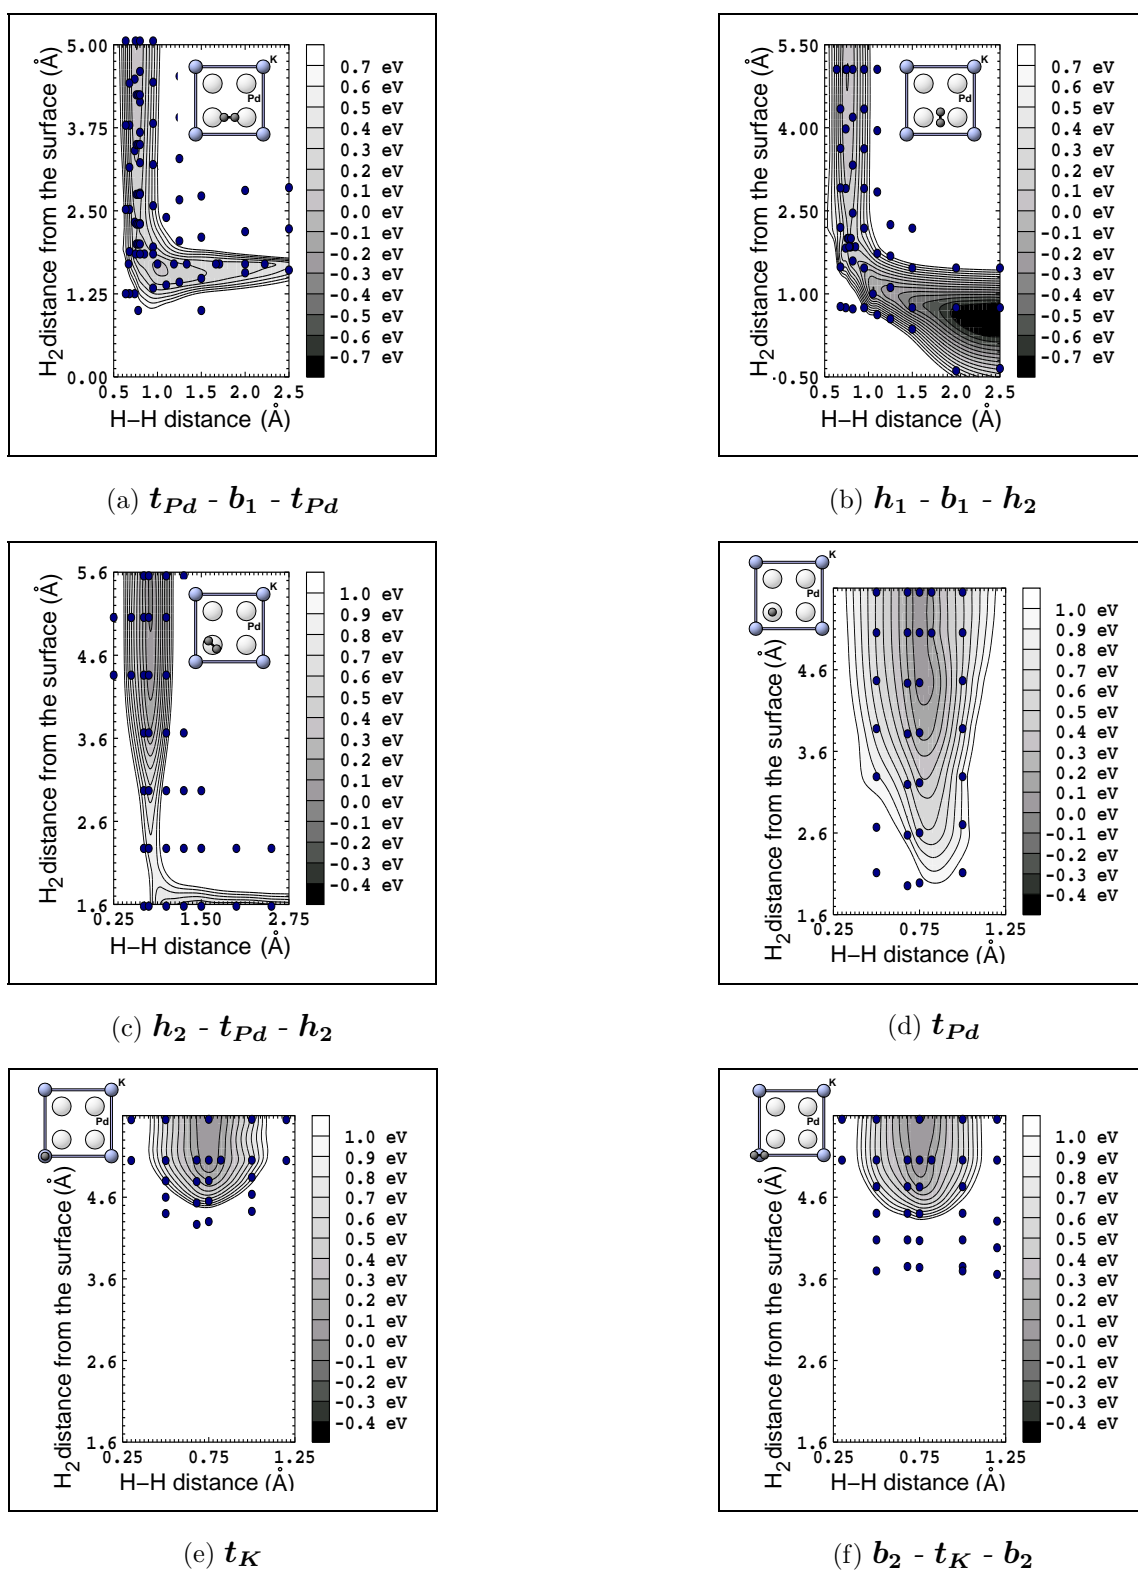 5.00
3.75
2.50
1.25
0.00
0.5 1.0 1.5 2.0 2.5
H2 distance from the surface (Å)
H–H distance (Å)
K
Pd
0.7 eV
0.6 eV
0.5 eV
0.4 eV
0.3 eV
0.2 eV
0.1 eV
0.0 eV
-0.1 eV
-0.2 eV
-0.3 eV
-0.4 eV
-0.5 eV
-0.6 eV
-0.7 eV
(a) tPd - b1 - tPd
5.50
4.00
2.50
1.00
-0.50
0.5 1.0 1.5 2.0 2.5
H2 distance from the surface (Å)
H–H distance (Å)
K
Pd
0.7 eV
0.6 eV
0.5 eV
0.4 eV
0.3 eV
0.2 eV
0.1 eV
0.0 eV
-0.1 eV
-0.2 eV
-0.3 eV
-0.4 eV
-0.5 eV
-0.6 eV
-0.7 eV
(b) h1 - b1 - h2
5.6
4.6
3.6
2.6
1.6
0.25 1.50 2.75
H2 distance from the surface (Å)
H–H distance (Å)
K
Pd
1.0 eV
0.9 eV
0.8 eV
0.7 eV
0.6 eV
0.5 eV
0.4 eV
0.3 eV
0.2 eV
0.1 eV
0.0 eV
-0.1 eV
-0.2 eV
-0.3 eV
-0.4 eV
(c) h2 - tPd - h2
K
Pd
4.6
3.6
2.6
1.6
0.25 0.75 1.25
H2 distance from the surface (Å)
H–H distance (Å)
1.0 eV
0.9 eV
0.8 eV
0.7 eV
0.6 eV
0.5 eV
0.4 eV
0.3 eV
0.2 eV
0.1 eV
0.0 eV
-0.1 eV
-0.2 eV
-0.3 eV
-0.4 eV
(d) tPd
K
Pd
4.6
3.6
2.6
1.6
0.25 0.75 1.25
H2 distance from the surface (Å)
H–H distance (Å)
1.0 eV
0.9 eV
0.8 eV
0.7 eV
0.6 eV
0.5 eV
0.4 eV
0.3 eV
0.2 eV
0.1 eV
0.0 eV
-0.1 eV
-0.2 eV
-0.3 eV
-0.4 eV
(e) tK
K
Pd
4.6
3.6
2.6
1.6
0.25 0.75 1.25
H2 distance from the surface (Å)
H–H distance (Å)
1.0 eV
0.9 eV
0.8 eV
0.7 eV
0.6 eV
0.5 eV
0.4 eV
0.3 eV
0.2 eV
0.1 eV
0.0 eV
-0.1 eV
-0.2 eV
-0.3 eV
-0.4 eV
(f) b2 - tK - b2